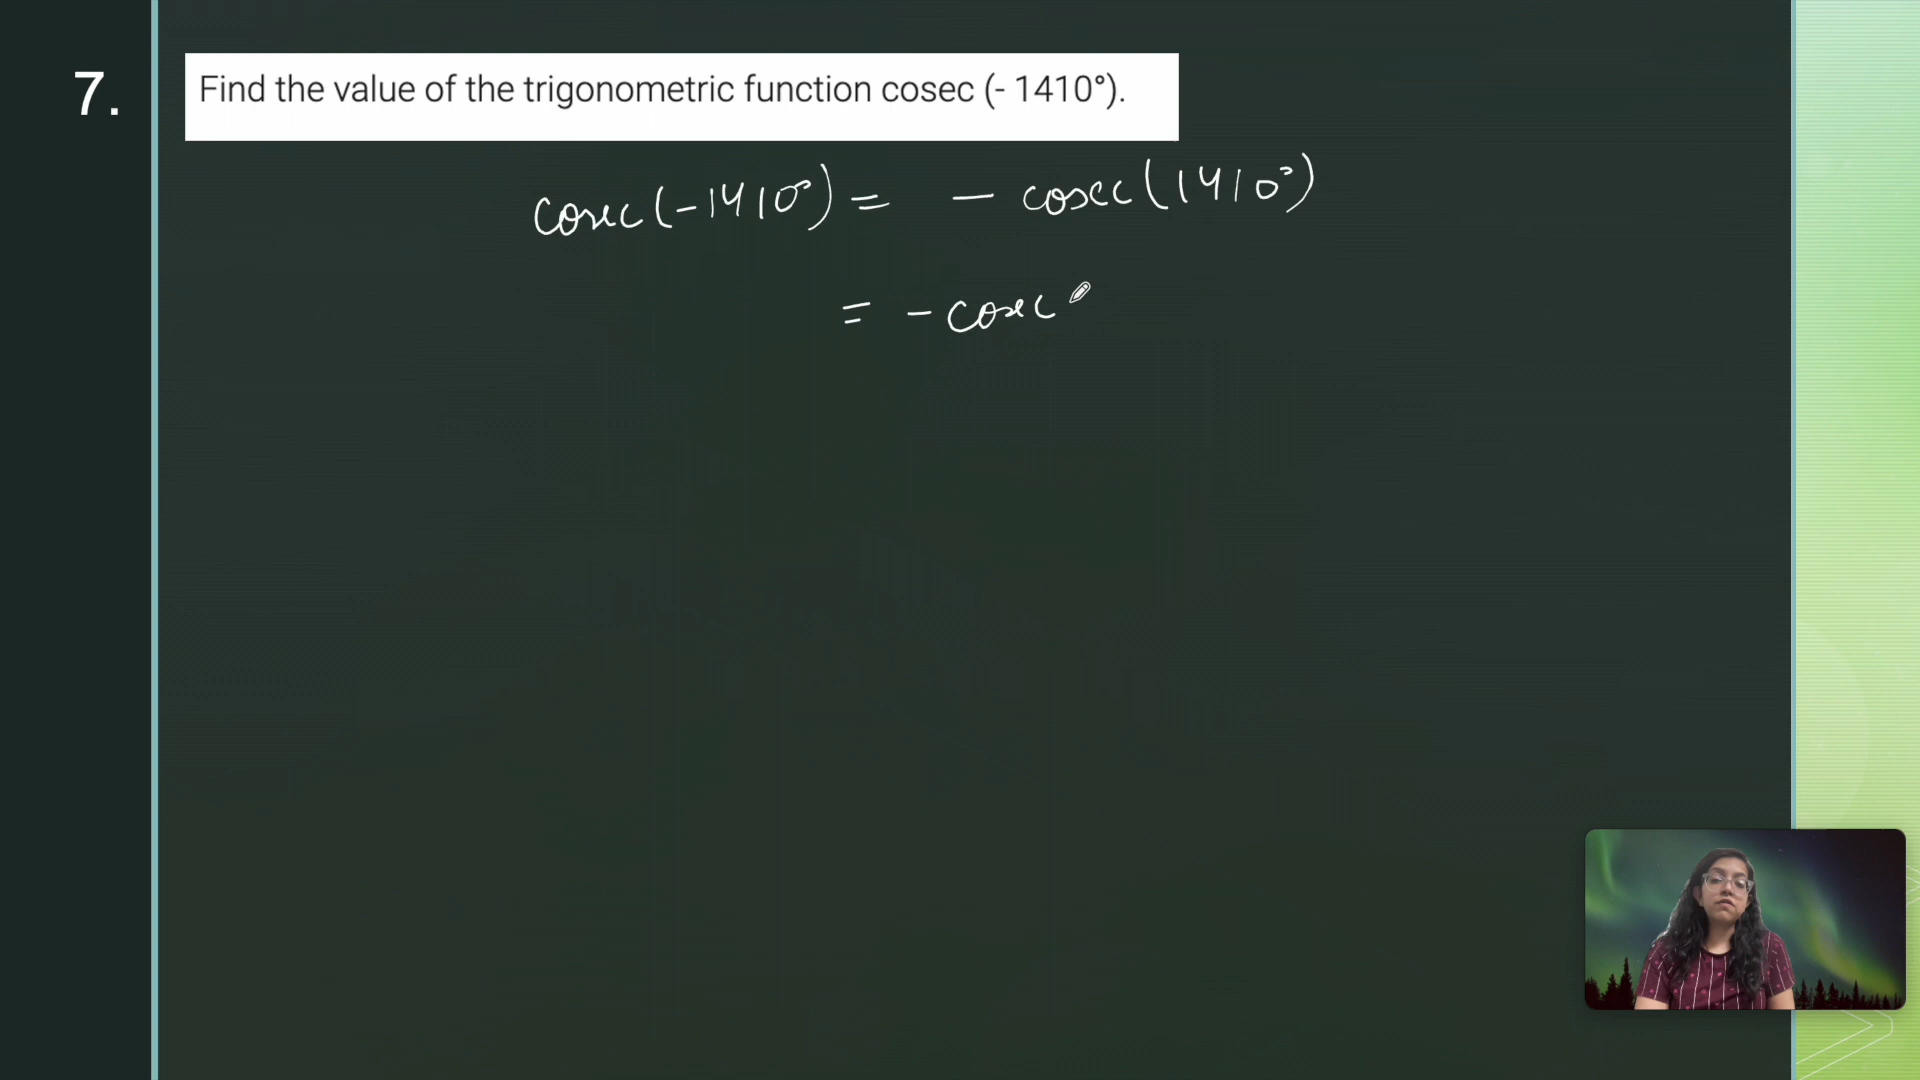 7.
Find the value of the trigonometric function cosec (- 1410°).
cosec(-1410°) = - cosec(1410°)
= - cosec